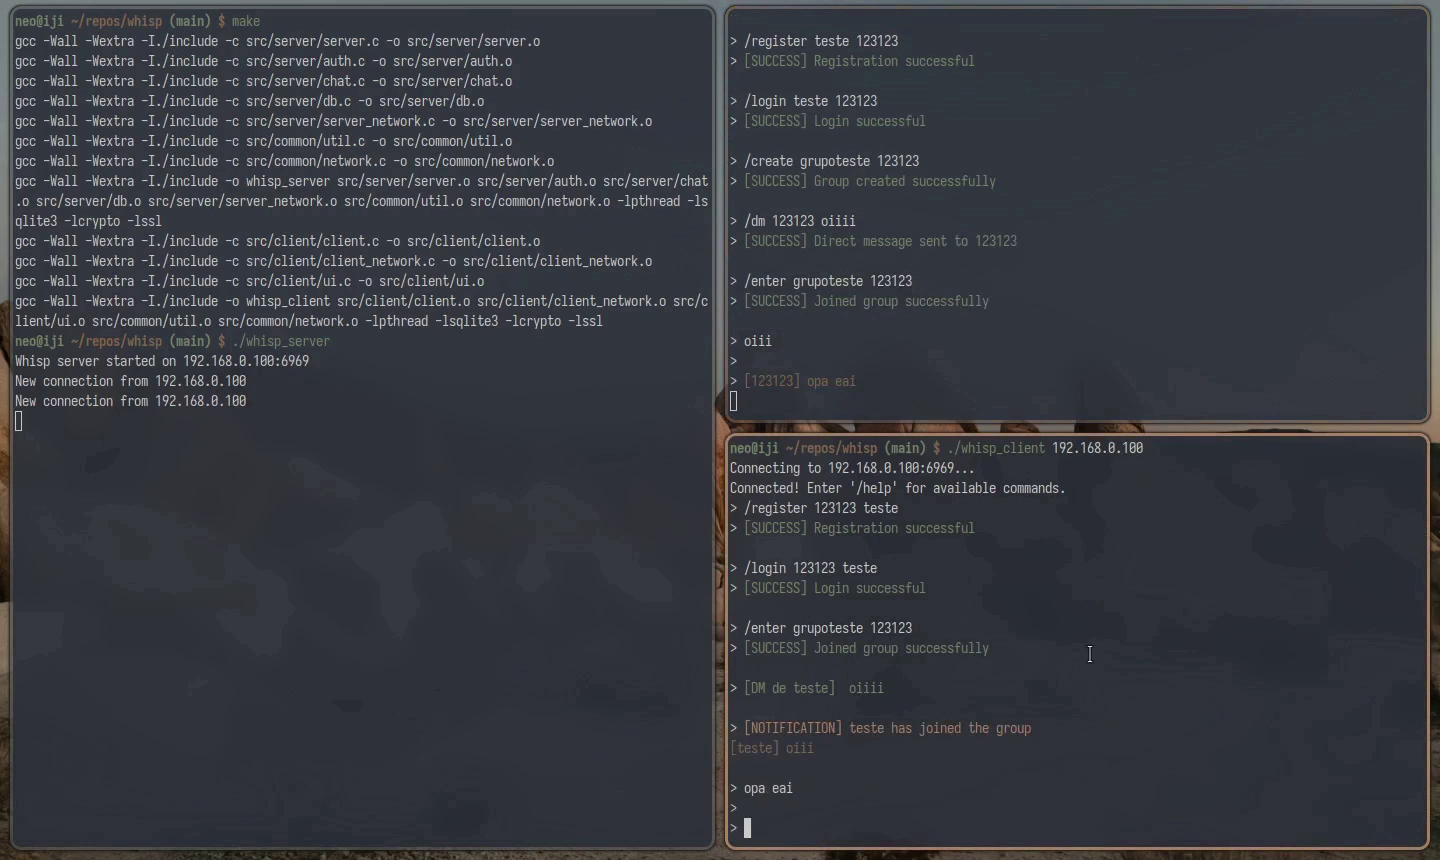 neo@iji ~/repos/whisp (main) $ make
gcc -Wall -Wextra -I./include -c src/server/server.c -o src/server/server.o
gcc -Wall -Wextra -I./include -c src/server/auth.c -o src/server/auth.o
gcc -Wall -Wextra -I./include -c src/server/chat.c -o src/server/chat.o
gcc -Wall -Wextra -I./include -c src/server/db.c -o src/server/db.o
gcc -Wall -Wextra -I./include -c src/server/server_network.c -o src/server/server_network.o
gcc -Wall -Wextra -I./include -c src/common/util.c -o src/common/util.o
gcc -Wall -Wextra -I./include -c src/common/network.c -o src/common/network.o
gcc -Wall -Wextra -I./include -o whisp_server src/server/server.o src/server/auth.o src/server/chat
.o src/server/db.o src/server/server_network.o src/common/util.o src/common/network.o -lpthread -ls
qlite3 -lcrypto -lssl
gcc -Wall -Wextra -I./include -c src/client/client.c -o src/client/client.o
gcc -Wall -Wextra -I./include -c src/client/client_network.c -o src/client/client_network.o
gcc -Wall -Wextra -I./include -c src/client/ui.c -o src/client/ui.o
gcc -Wall -Wextra -I./include -o whisp_client src/client/client.o src/client/client_network.o src/c
lient/ui.o src/common/util.o src/common/network.o -lpthread -lsqlite3 -lcrypto -lssl
neo@iji ~/repos/whisp (main) $ ./whisp_server
Whisp server started on 192.168.0.100:6969
New connection from 192.168.0.100
New connection from 192.168.0.100
> /register teste 123123
> [SUCCESS] Registration successful
> /login teste 123123
> [SUCCESS] Login successful
> /create grupoteste 123123
> [SUCCESS] Group created successfully
> /dm 123123 oiiii
> [SUCCESS] Direct message sent to 123123
> /enter grupoteste 123123
> [SUCCESS] Joined group successfully
> oiii
>
> [123123] opa eai
neo@iji ~/repos/whisp (main) $ ./whisp_client 192.168.0.100
Connecting to 192.168.0.100:6969...
Connected! Enter '/help' for available commands.
> /register 123123 teste
> [SUCCESS] Registration successful
> /login 123123 teste
> [SUCCESS] Login successful
> /enter grupoteste 123123
> [SUCCESS] Joined group successfully
> [DM de teste]  oiiii
> [NOTIFICATION] teste has joined the group
[teste] oiii
> opa eai
>
>